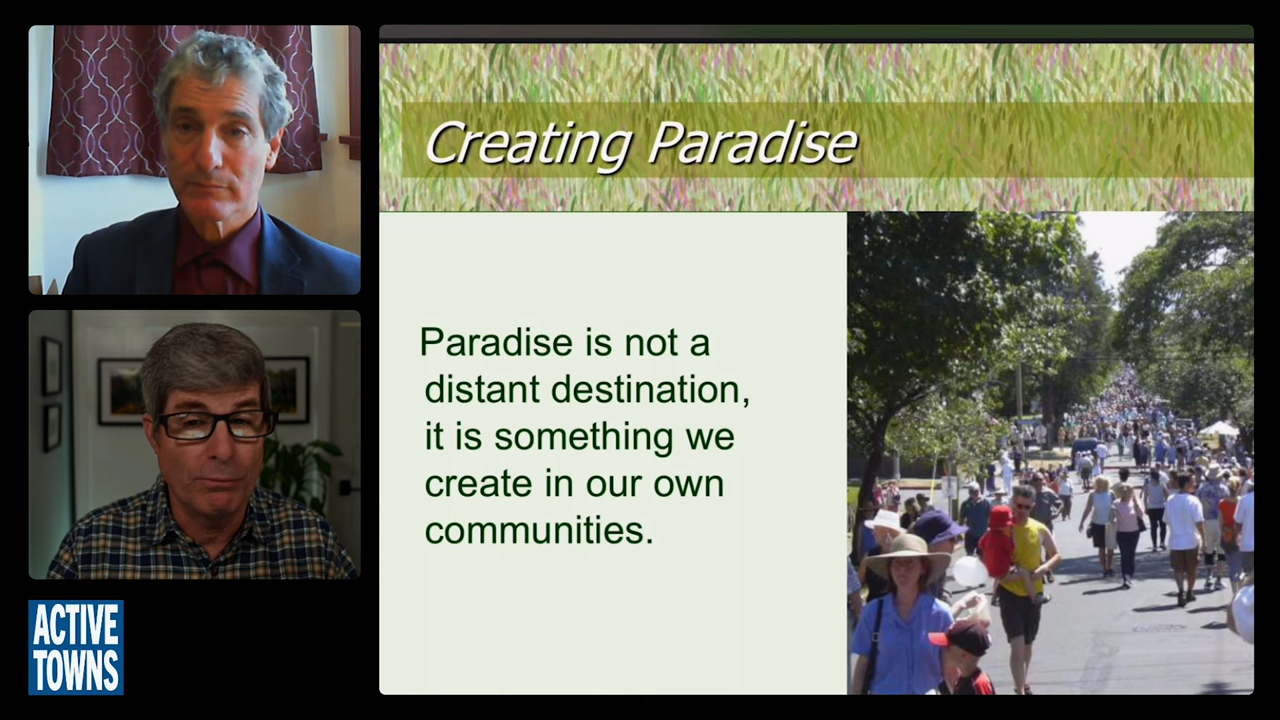 Creating Paradise
Paradise is not a
distant destination,
it is something we
create in our own
communities.
ACTIVE
TOWNS